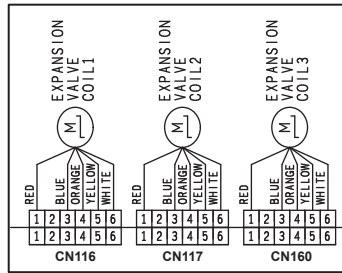 EXPANSION
VALVE
COIL1
EXPANSION
VALVE
COIL2
EXPANSION
VALVE
COIL3
M
M
M
RED
BLUE
ORANGE
YELLOW
WHITE
RED
BLUE
ORANGE
YELLOW
WHITE
RED
BLUE
ORANGE
YELLOW
WHITE
1 2 3 4 5 6
1 2 3 4 5 6
1 2 3 4 5 6
1 2 3 4 5 6
1 2 3 4 5 6
1 2 3 4 5 6
CN116
CN117
CN160